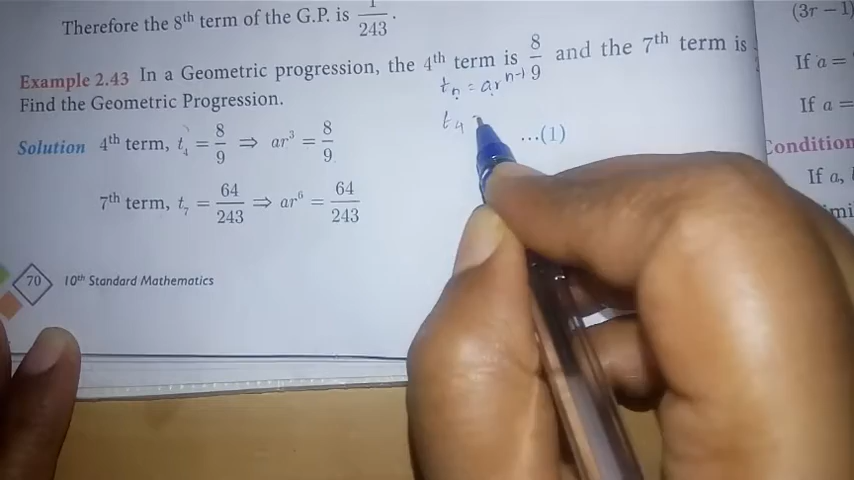 Therefore the 8th term of the G.P. is 1/243.
Example 2.43 In a Geometric progression, the 4th term is 8/9 and the 7th term is
Find the Geometric Progression.
tn = ar^n-1
Solution 4th term, t4 = 8/9 ⇒ ar³ = 8/9 ...(1)
t4 =
7th term, t7 = 64/243 ⇒ ar⁶ = 64/243
70 10th Standard Mathematics
(3r − 1)
If a =
If a =
Condition
If a,